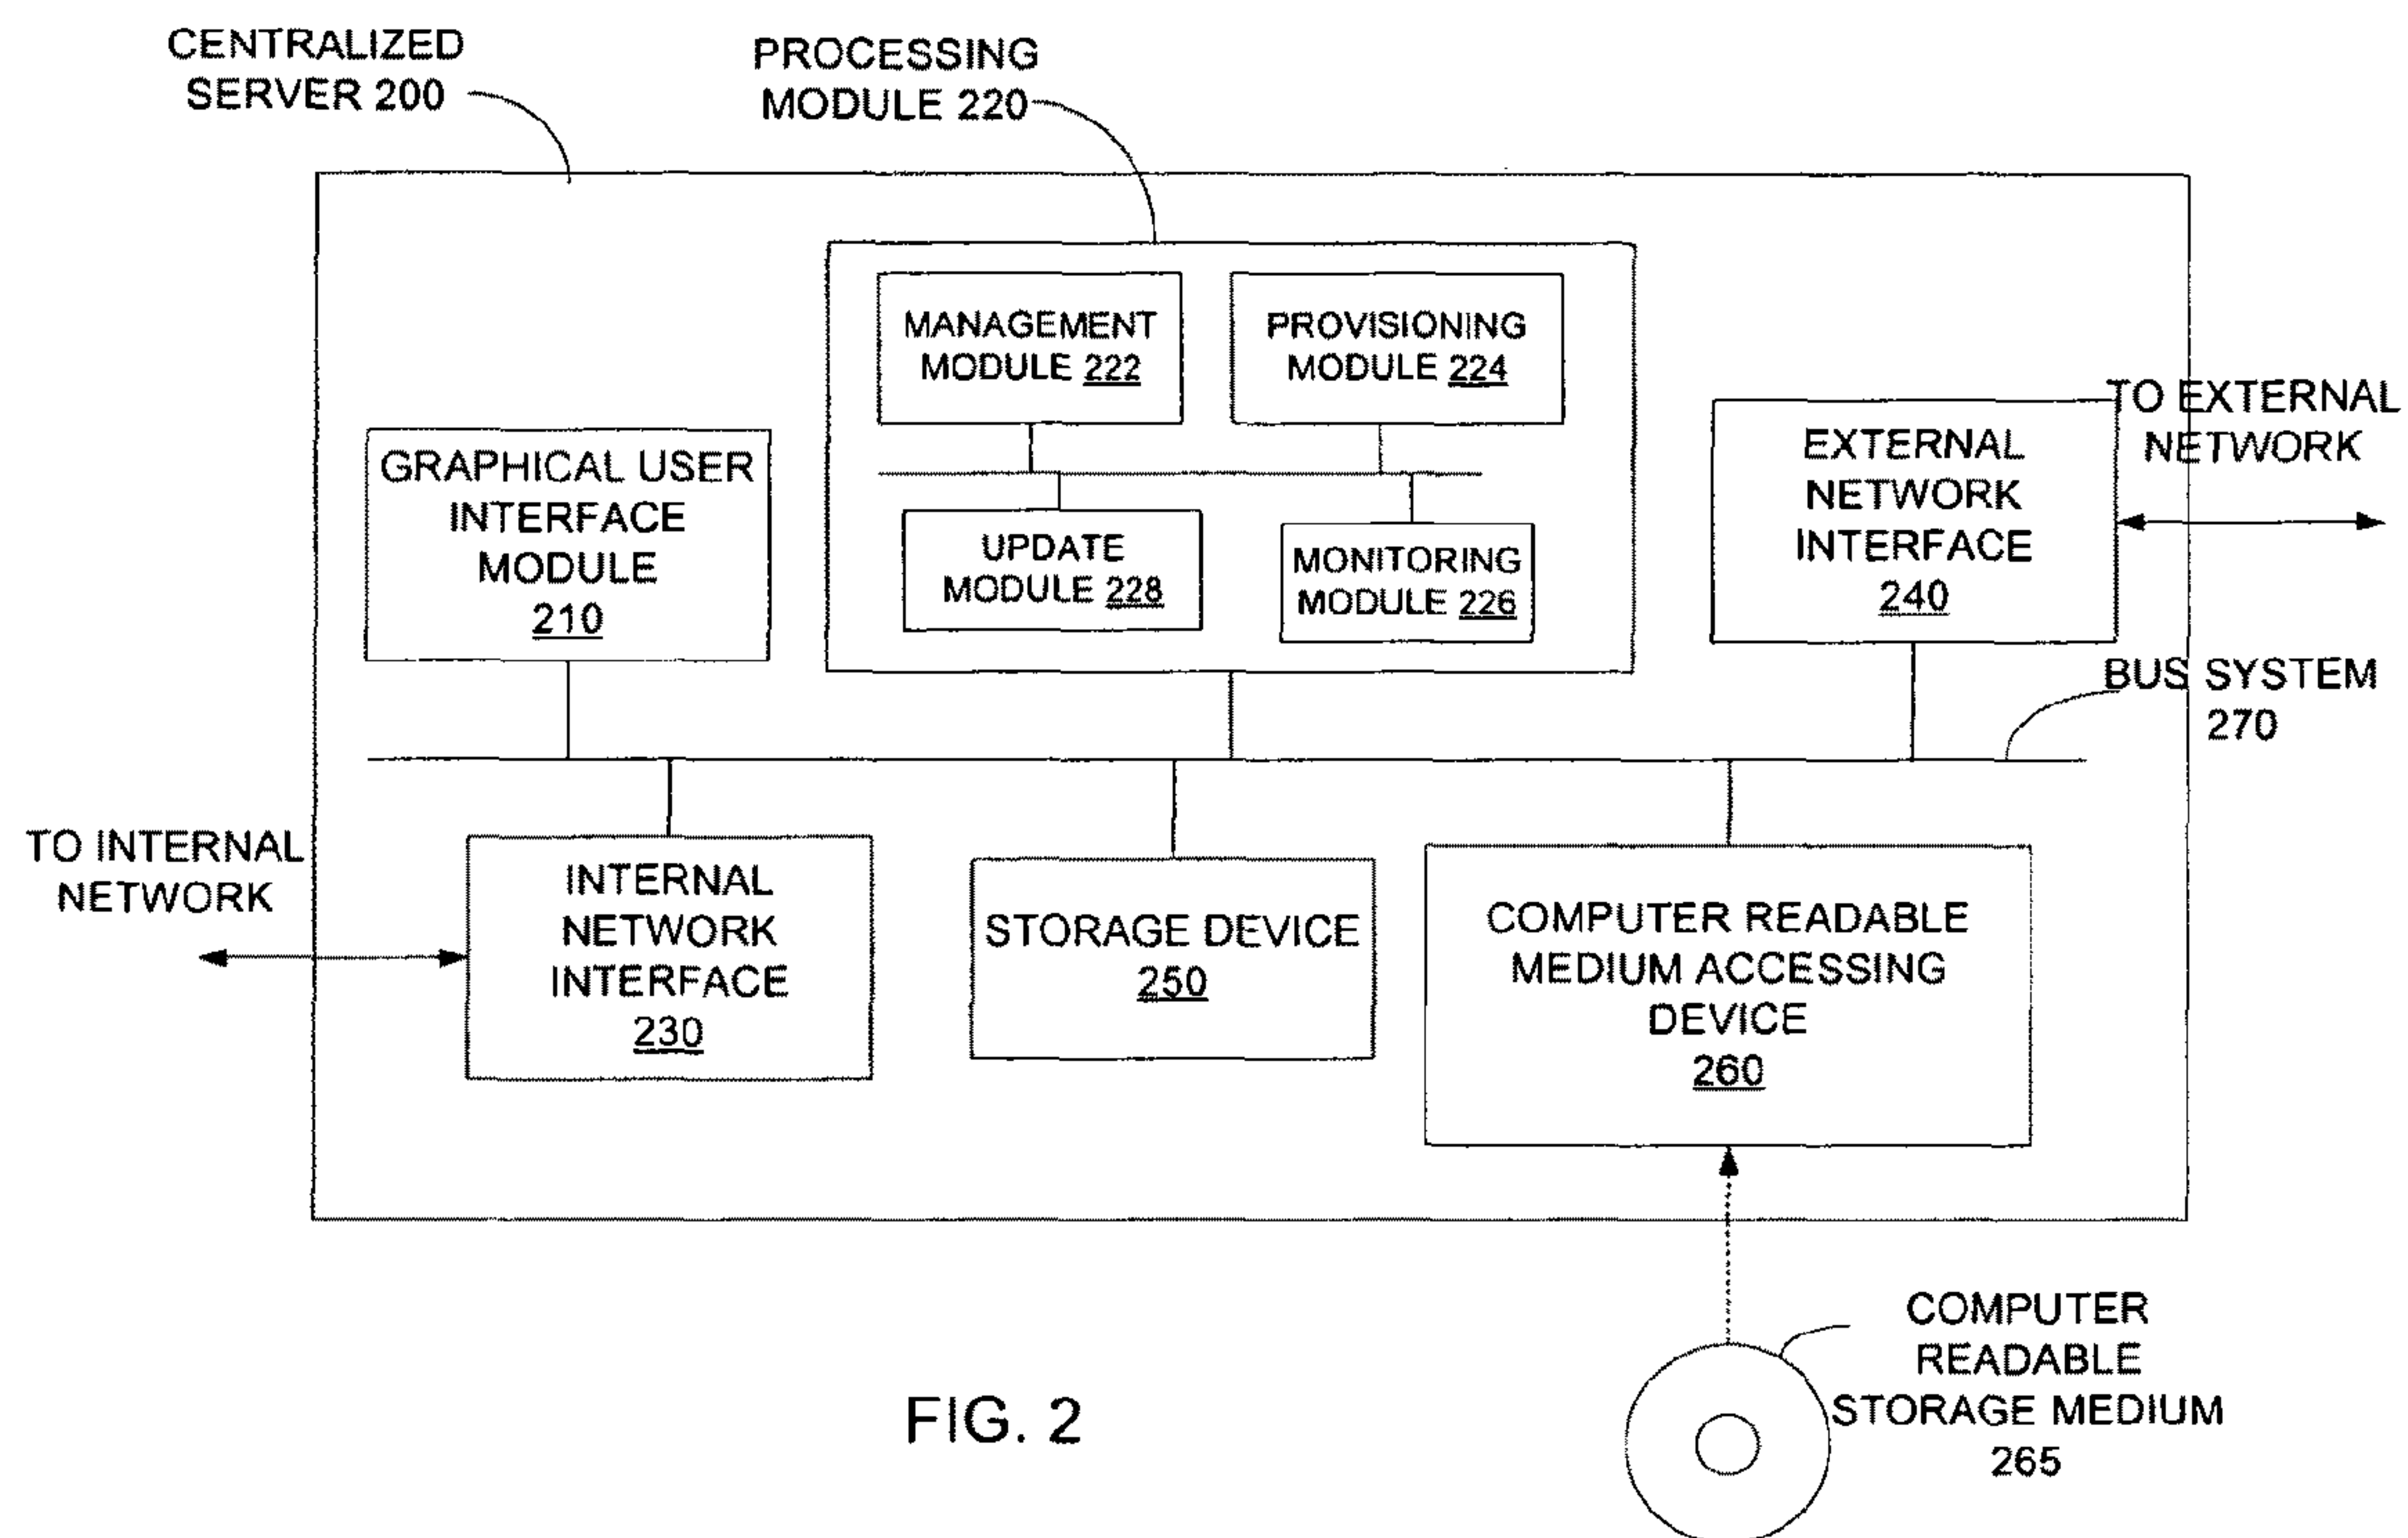 CENTRALIZED
SERVER 200
PROCESSING
MODULE 220
MANAGEMENT
MODULE 222
PROVISIONING
MODULE 224
UPDATE
MODULE 228
MONITORING
MODULE 226
GRAPHICAL USER
INTERFACE
MODULE
210
EXTERNAL
NETWORK
INTERFACE
240
TO EXTERNAL
NETWORK
BUS SYSTEM
270
TO INTERNAL
NETWORK
INTERNAL
NETWORK
INTERFACE
230
STORAGE DEVICE
250
COMPUTER READABLE
MEDIUM ACCESSING
DEVICE
260
COMPUTER
READABLE
STORAGE MEDIUM
265
FIG. 2